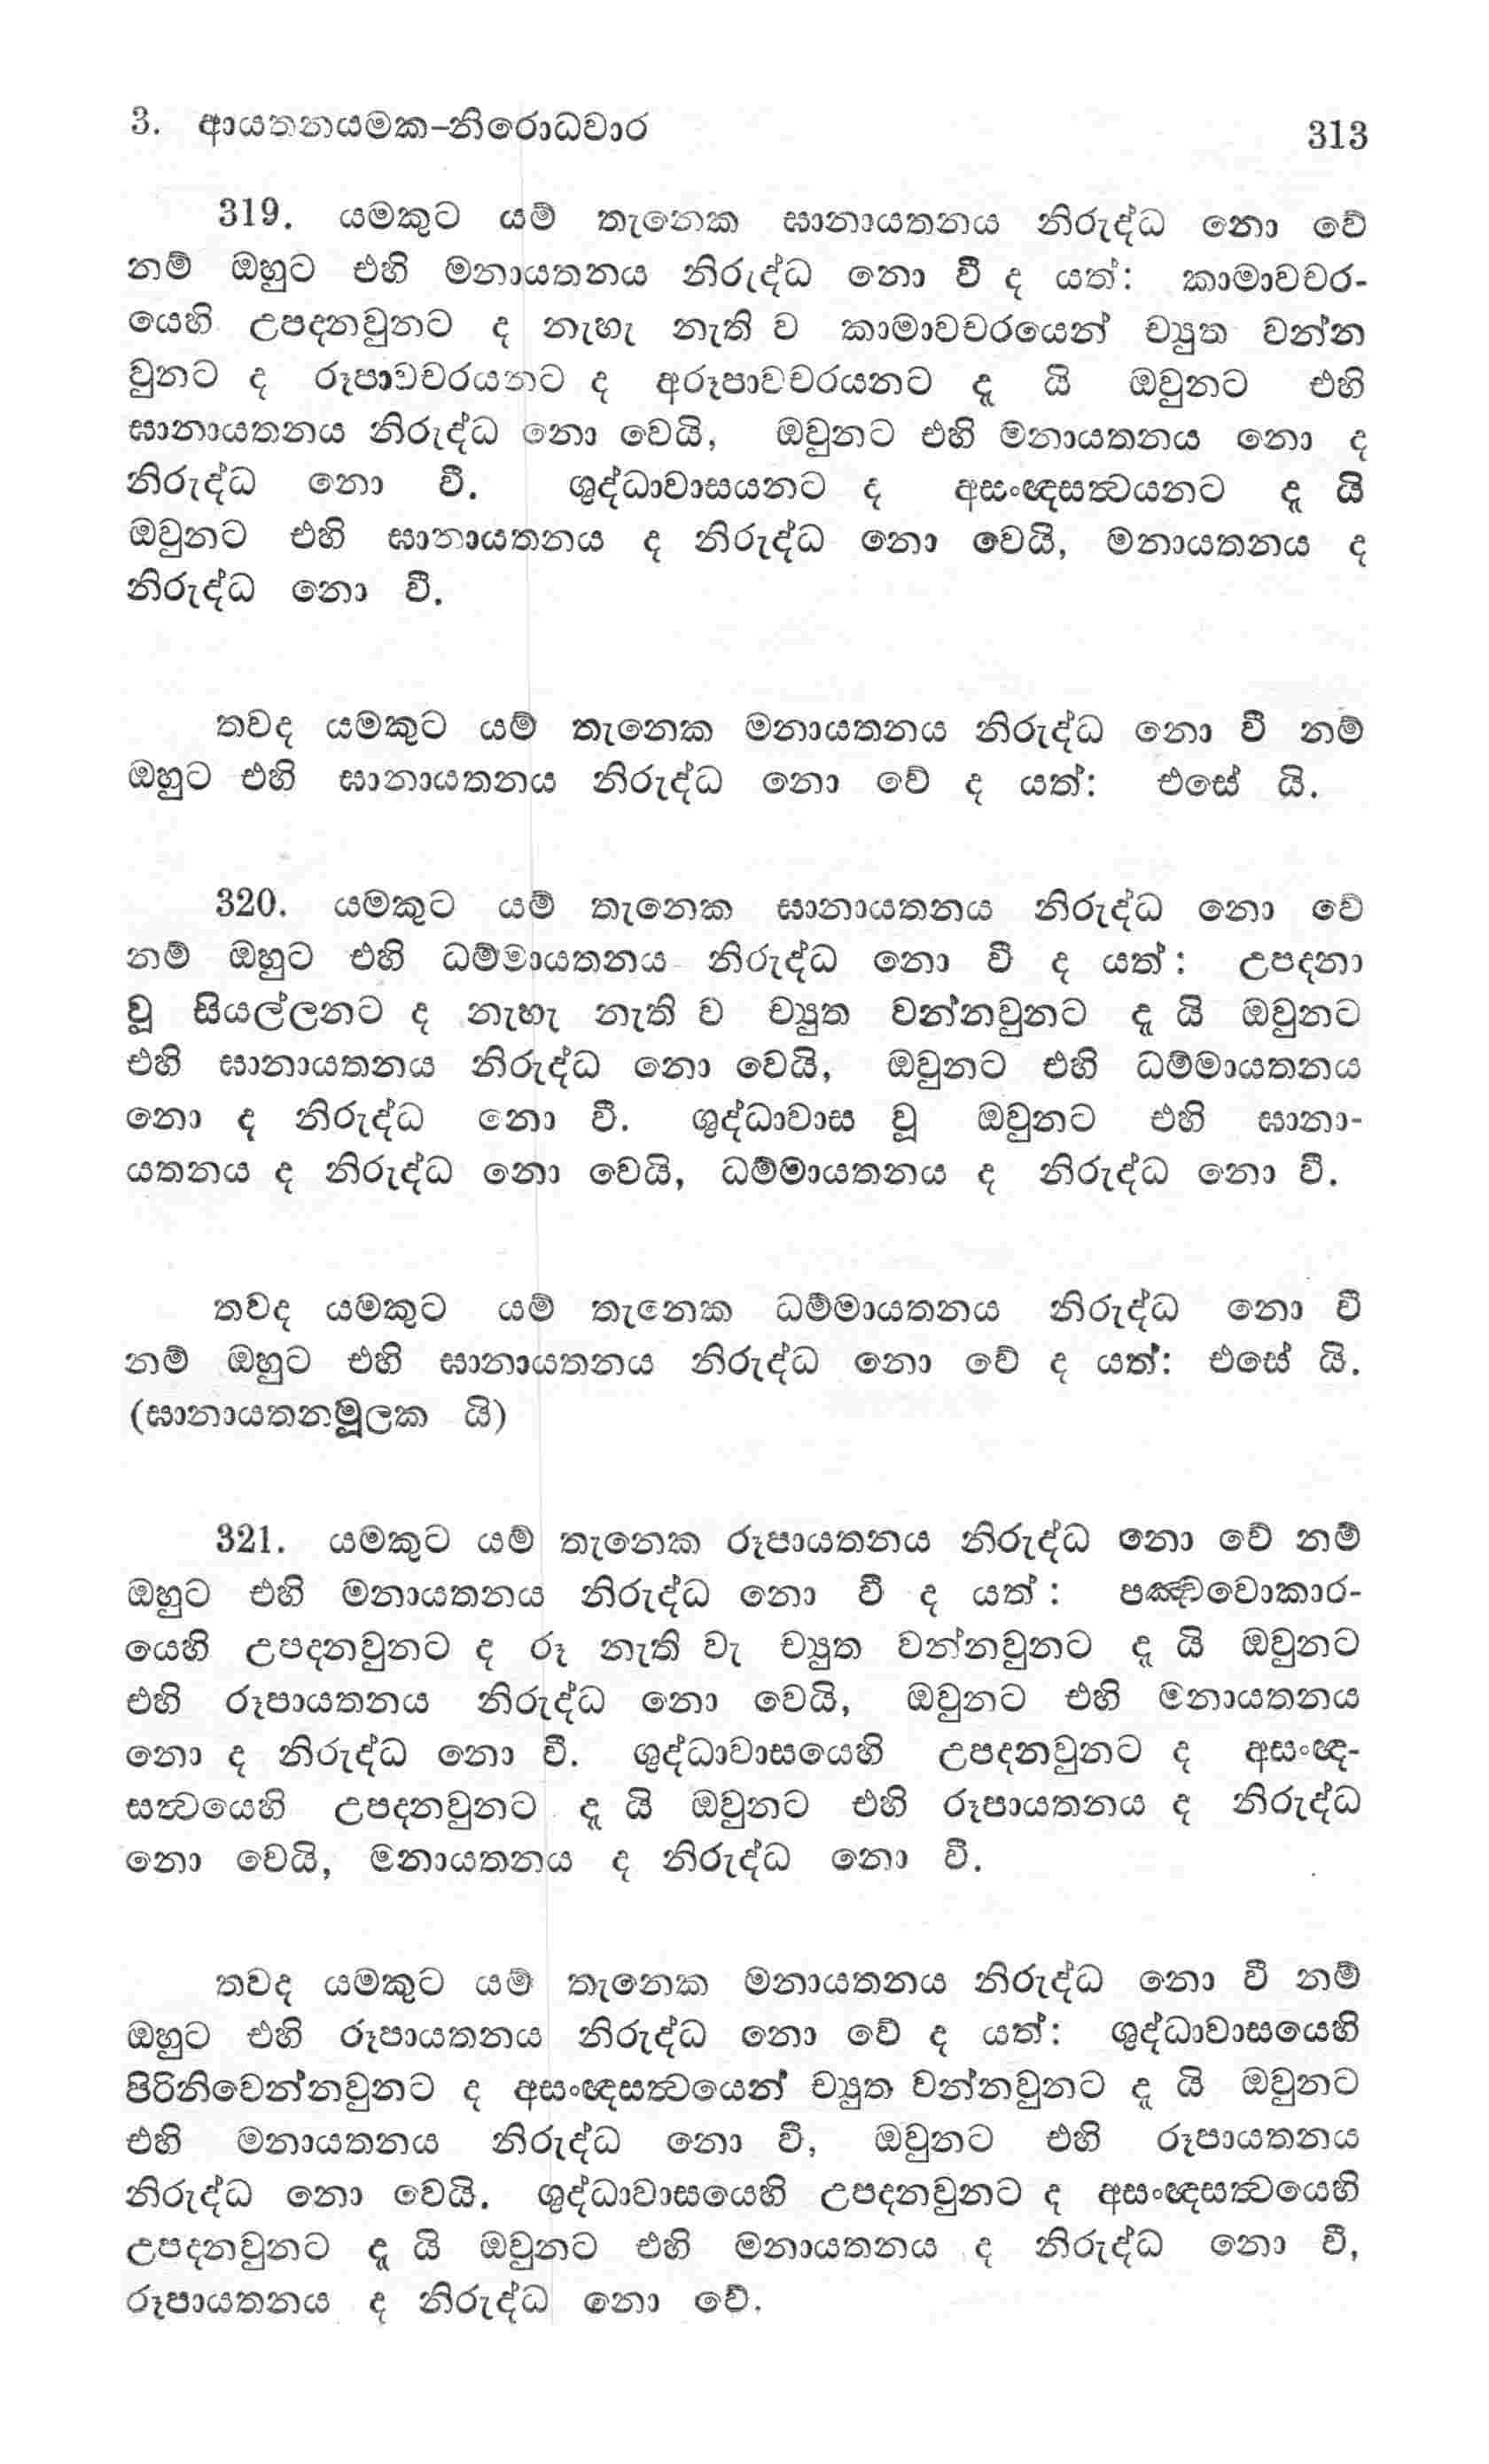 3. ආයතනයමක-නිරොධවාර
313
319. යමකුට යම් තැනෙක ඝානායතනය නිරුද්ධ නො වේ
නම් ඔහුට එහි මනායතනය නිරුද්ධ නො වී ද යත්: කාමාවචර-
යෙහි උපදනවුනට ද නැහැ නැති ව කාමාවචරයෙන් ච්‍යුත වන්න
වුනට ද රූපාවචරයනට ද අරූපාවචරයනට දූ යි ඔවුනට එහි
ඝානායතනය නිරුද්ධ නො වෙයි, ඔවුනට එහි මනායතනය නො ද
නිරුද්ධ නො වී. ශුද්ධාවාසයනට ද අසංඥසත්‍වයනට දූ යි
ඔවුනට එහි ඝානායතනය ද නිරුද්ධ නො වෙයි, මනායතනය ද
නිරුද්ධ නො වී.
තවද යමකුට යම් තැනෙක මනායතනය නිරුද්ධ නො වී නම්
ඔහුට එහි ඝානායතනය නිරුද්ධ නො වේ ද යත්: එසේ යි.
320. යමකුට යම් තැනෙක ඝානායතනය නිරුද්ධ නො වේ
නම් ඔහුට එහි ධම්මායතනය නිරුද්ධ නො වී ද යත්: උපදනා
වූ සියල්ලනට ද නැහැ නැති ව ච්‍යුත වන්නවුනට දූ යි ඔවුනට
එහි ඝානායතනය නිරුද්ධ නො වෙයි, ඔවුනට එහි ධම්මායතනය
නො ද නිරුද්ධ නො වී. ශුද්ධාවාස වූ ඔවුනට එහි ඝානා-
යතනය ද නිරුද්ධ නො වෙයි, ධම්මායතනය ද නිරුද්ධ නො වී.
තවද යමකුට යම් තැනෙක ධම්මායතනය නිරුද්ධ නො වී
නම් ඔහුට එහි ඝානායතනය නිරුද්ධ නො වේ ද යත්: එසේ යි.
(ඝානායතනමූලක යි)
321. යමකුට යම් තැනෙක රූපායතනය නිරුද්ධ නො වේ නම්
ඔහුට එහි මනායතනය නිරුද්ධ නො වී ද යත්: පඤ්චවොකාර-
යෙහි උපදනවුනට ද රූ නැති වැ ච්‍යුත වන්නවුනට දූ යි ඔවුනට
එහි රූපායතනය නිරුද්ධ නො වෙයි, ඔවුනට එහි මනායතනය
නො ද නිරුද්ධ නො වී. ශුද්ධාවාසයෙහි උපදනවුනට ද අසංඥ-
සත්‍වයෙහි උපදනවුනට දූ යි ඔවුනට එහි රූපායතනය ද නිරුද්ධ
නො වෙයි, මනායතනය ද නිරුද්ධ නො වී.
තවද යමකුට යම් තැනෙක මනායතනය නිරුද්ධ නො වී නම්
ඔහුට එහි රූපායතනය නිරුද්ධ නො වේ ද යත්: ශුද්ධාවාසයෙහි
පිරිනිවෙන්නවුනට ද අසංඥසත්‍වයෙන් ච්‍යුත වන්නවුනට දූ යි ඔවුනට
එහි මනායතනය නිරුද්ධ නො වී, ඔවුනට එහි රූපායතනය
නිරුද්ධ නො වෙයි. ශුද්ධාවාසයෙහි උපදනවුනට ද අසංඥසත්‍වයෙහි
උපදනවුනට දූ යි ඔවුනට එහි මනායතනය ද නිරුද්ධ නො වී,
රූපායතනය ද නිරුද්ධ නො වේ.